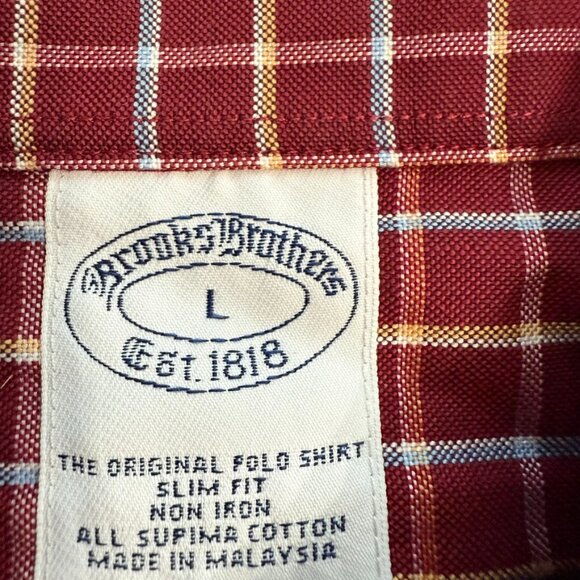 Brooks Brothers
L
Est. 1818
THE ORIGINAL POLO SHIRT
SLIM FIT
NON IRON
ALL SUPIMA COTTON
MADE IN MALAYSIA